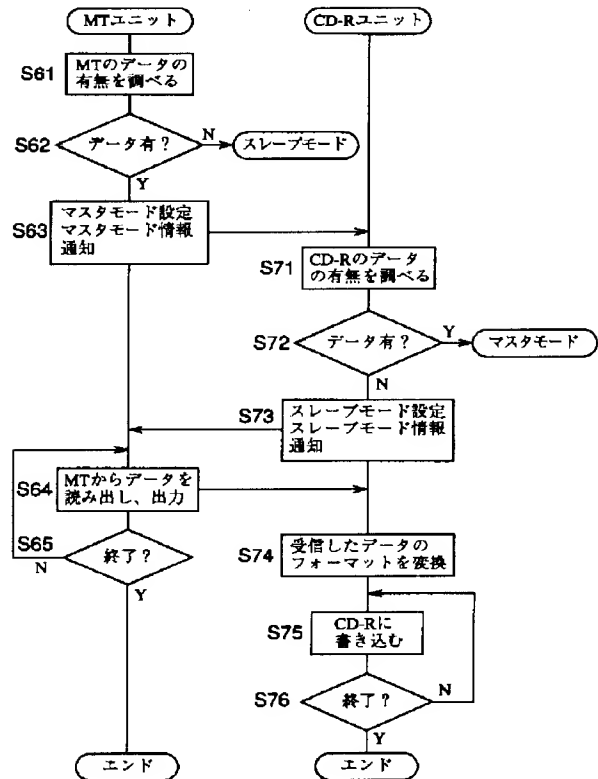 MTユニット
CD-Rユニット
S61
MTのデータの
有無を調べる
S62
データ有?
N
スレーブモード
Y
S63
マスタモード設定
マスタモード情報
通知
S71
CD-Rのデータ
の有無を調べる
S72
データ有?
Y
マスタモード
N
S73
スレーブモード設定
スレーブモード情報
通知
S64
MTからデータを
読み出し、出力
S65
終了?
N
Y
S74
受信したデータの
フォーマットを変換
S75
CD-Rに
書き込む
S76
終了?
N
Y
エンド
エンド